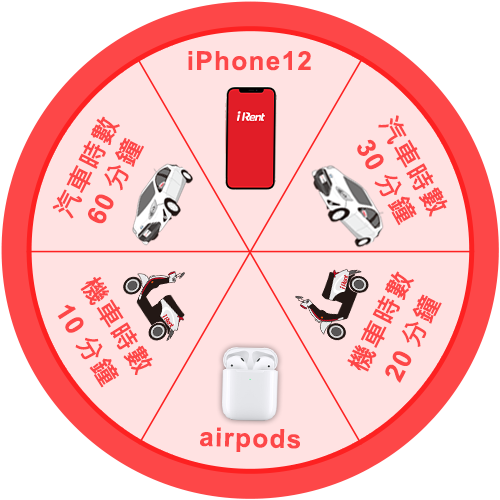 iPhone12
iRent
汽車時數
30 分鐘
機車時數
20 分鐘
airpods
機車時數
10 分鐘
汽車時數
60 分鐘